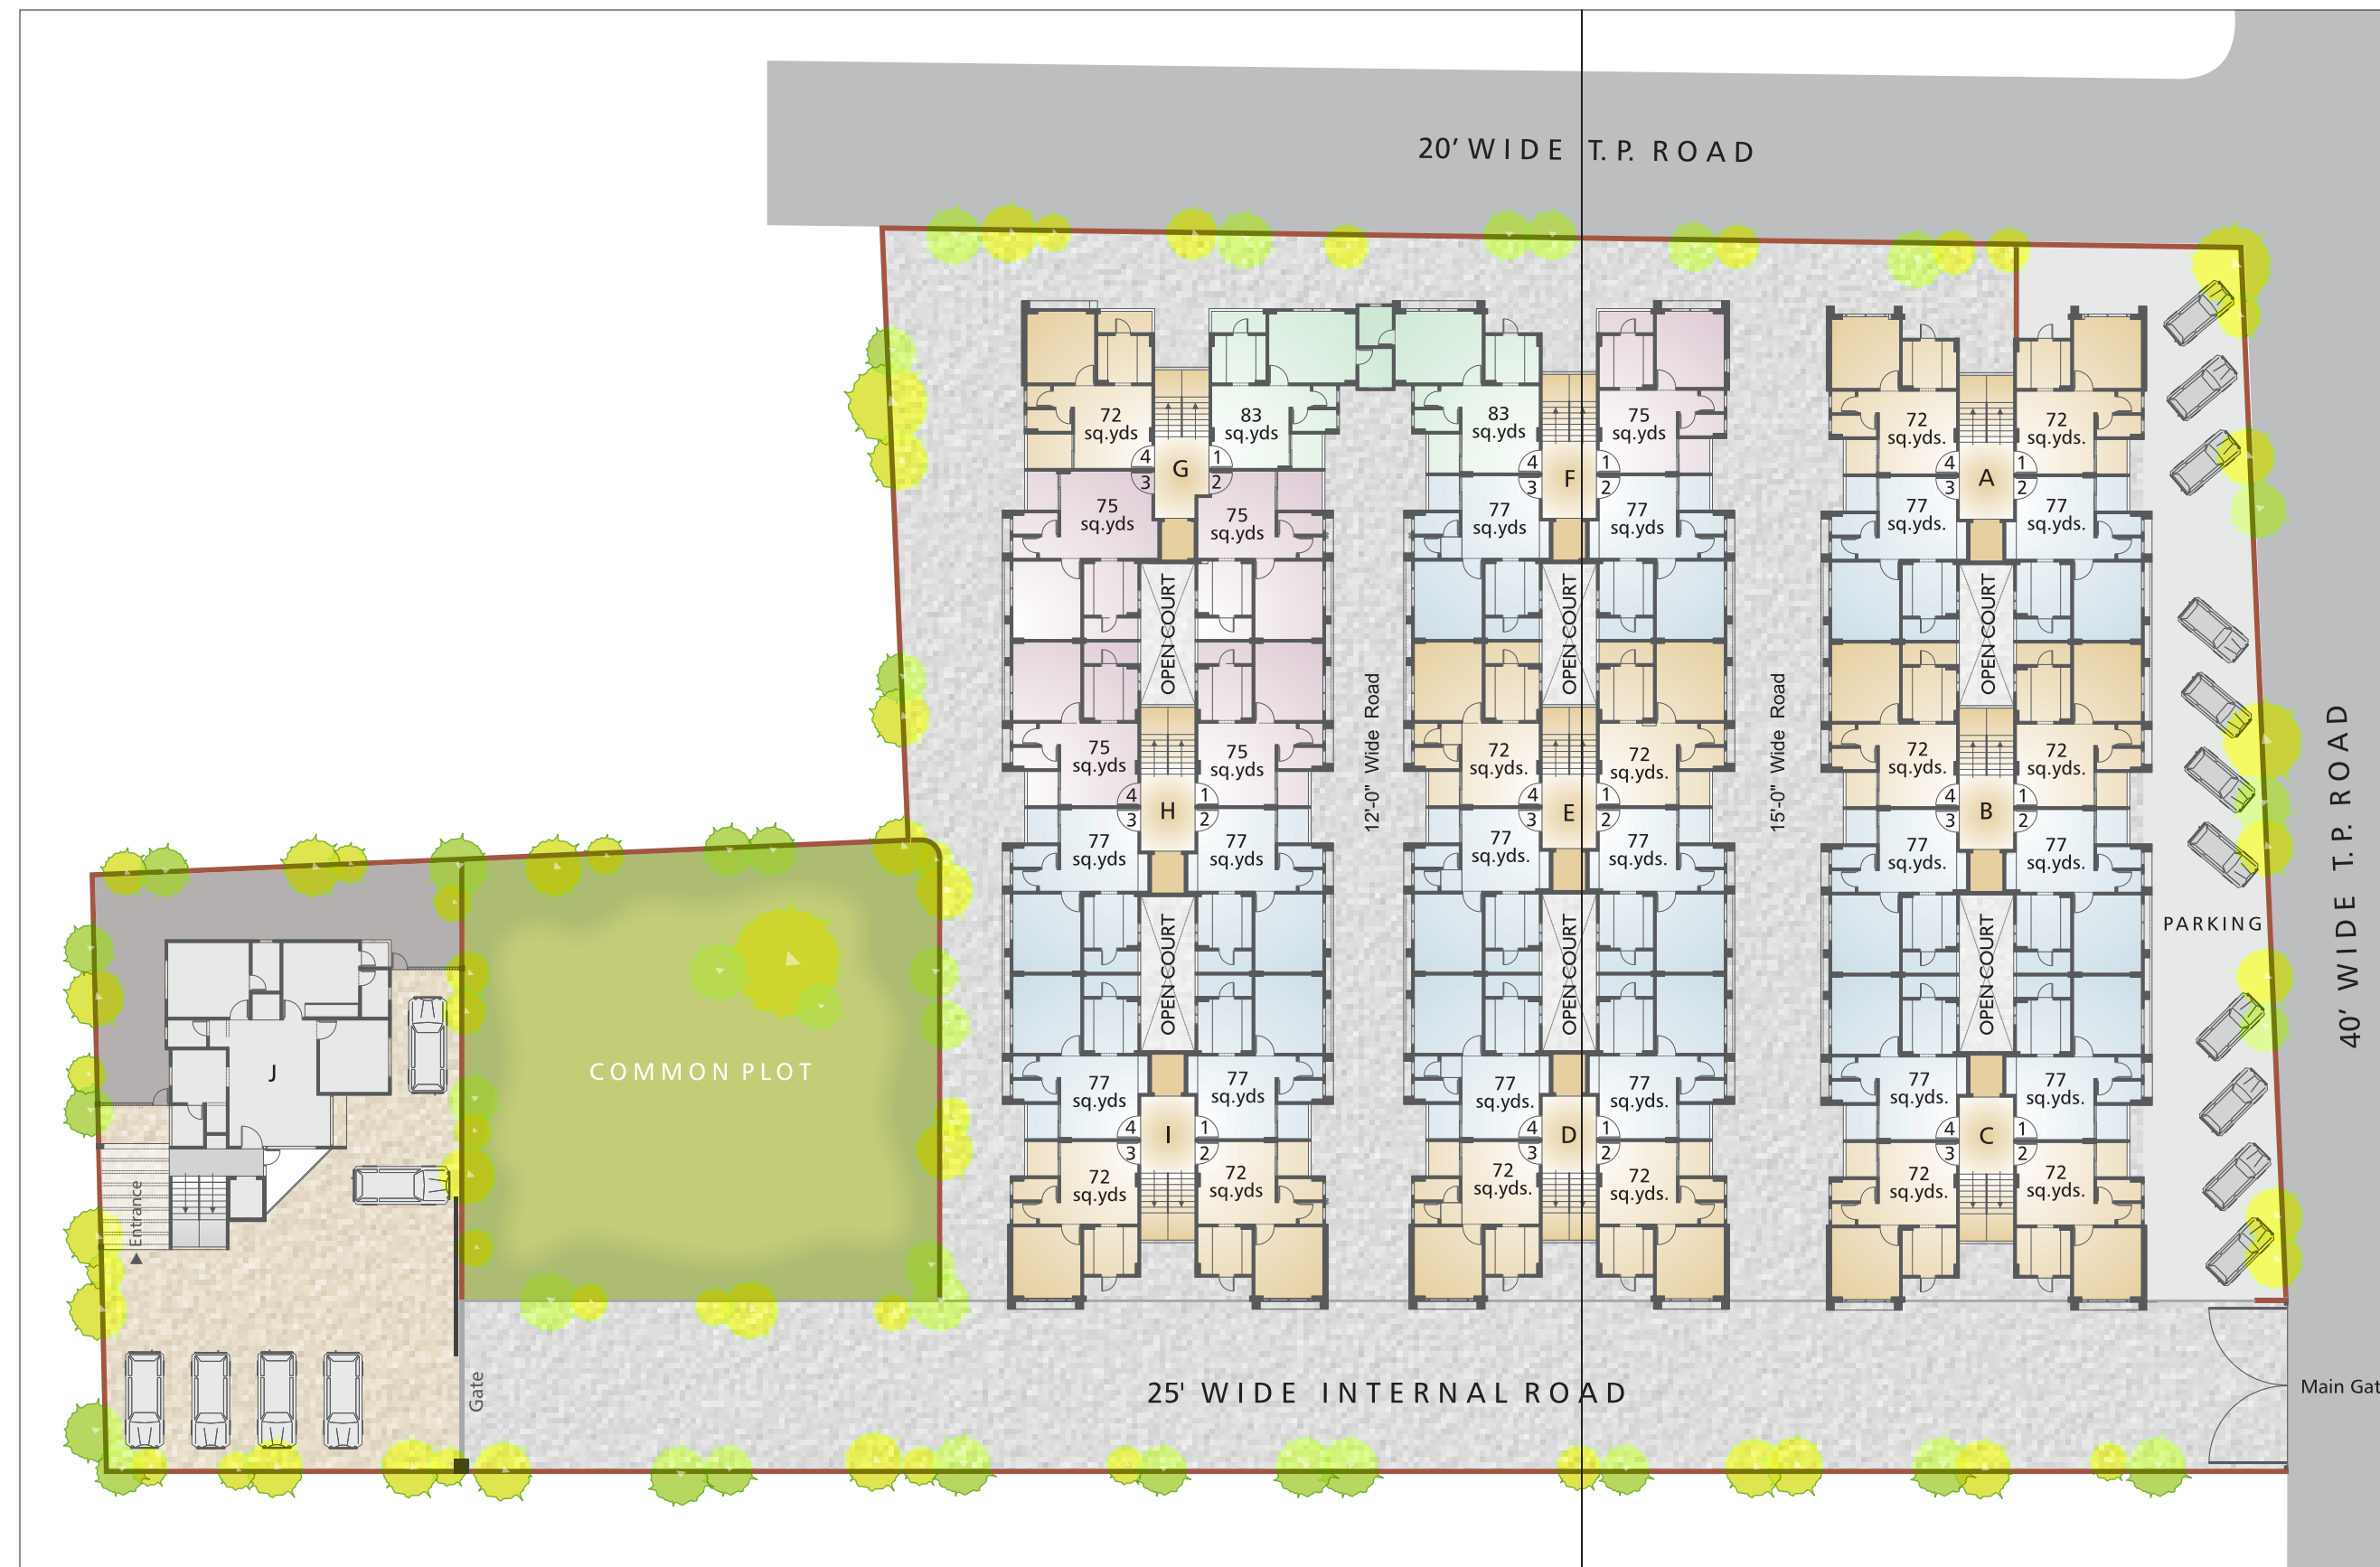 20' WIDE T.P. ROAD
72
sq.yds
83
sq.yds
4
1
G
3
2
75
sq.yds
75
sq.yds
OPEN COURT
75
sq.yds
75
sq.yds
4
1
H
3
2
77
sq.yds
77
sq.yds
OPEN COURT
77
sq.yds
77
sq.yds
4
1
I
3
2
72
sq.yds
72
sq.yds
12'-0" Wide Road
83
sq.yds
75
sq.yds
4
1
F
3
2
77
sq.yds
77
sq.yds
OPEN COURT
72
sq.yds.
72
sq.yds.
4
1
E
3
2
77
sq.yds.
77
sq.yds.
OPEN COURT
77
sq.yds.
77
sq.yds.
4
1
D
3
2
72
sq.yds.
72
sq.yds.
15'-0" Wide Road
72
sq.yds.
72
sq.yds.
4
1
A
3
2
77
sq.yds.
77
sq.yds.
OPEN COURT
72
sq.yds.
72
sq.yds.
4
1
B
3
2
77
sq.yds.
77
sq.yds.
OPEN COURT
77
sq.yds.
77
sq.yds.
4
1
C
3
2
72
sq.yds.
72
sq.yds.
PARKING
40' WIDE T.P. ROAD
J
COMMON PLOT
Entrance
Gate
25' WIDE INTERNAL ROAD
Main Gat